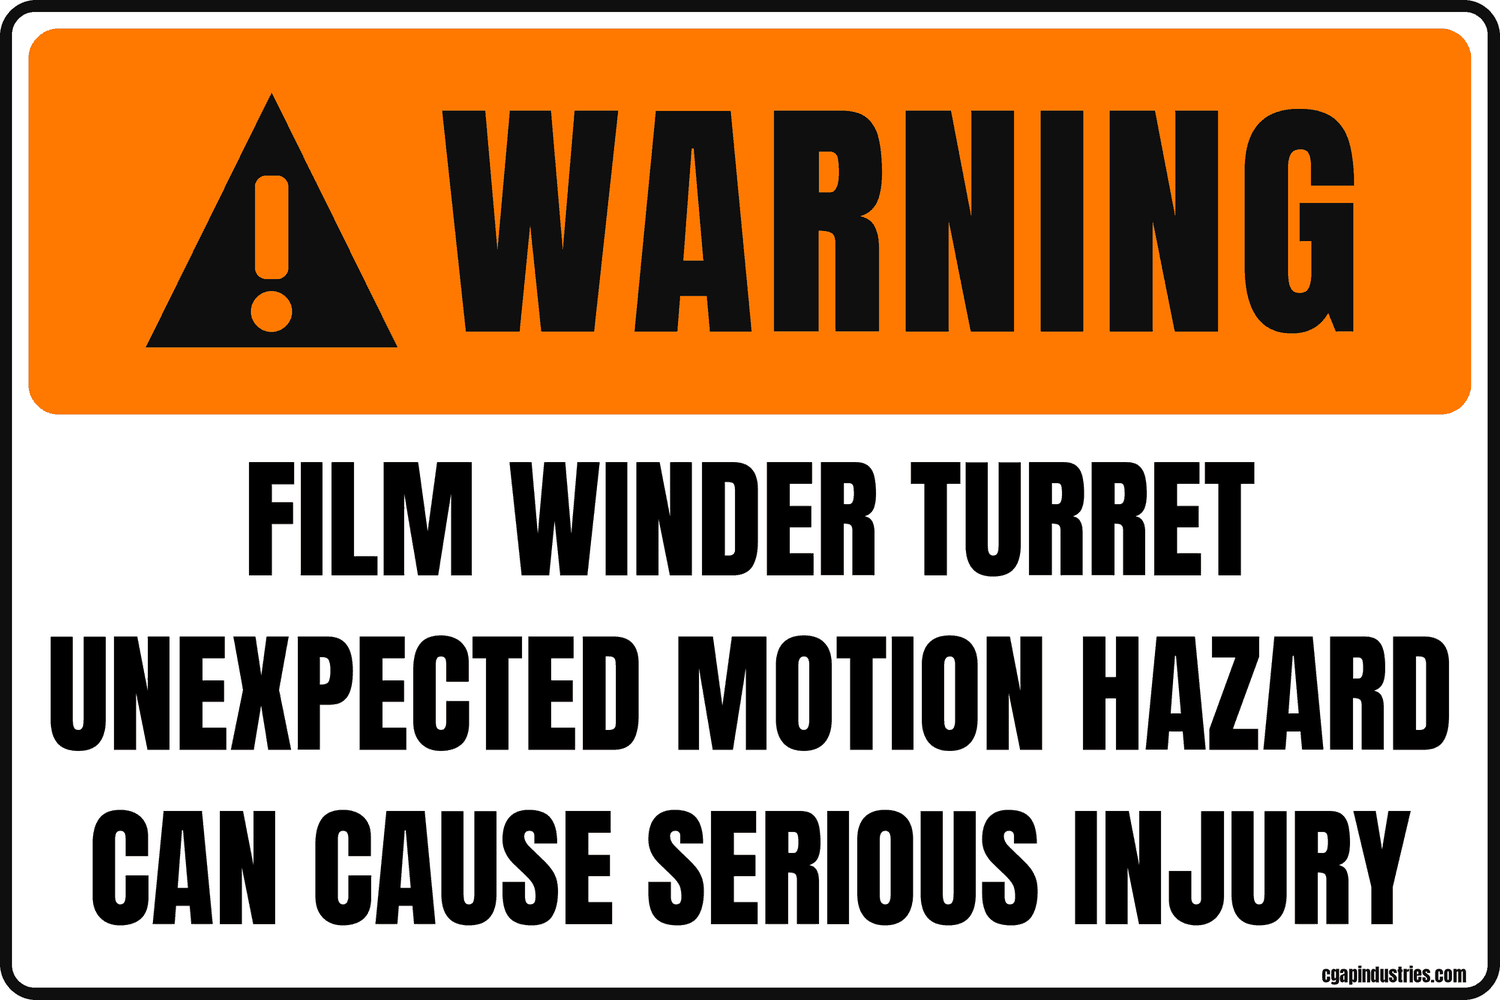 WARNING
FILM WINDER TURRET
UNEXPECTED MOTION HAZARD
CAN CAUSE SERIOUS INJURY
cgapindustries.com